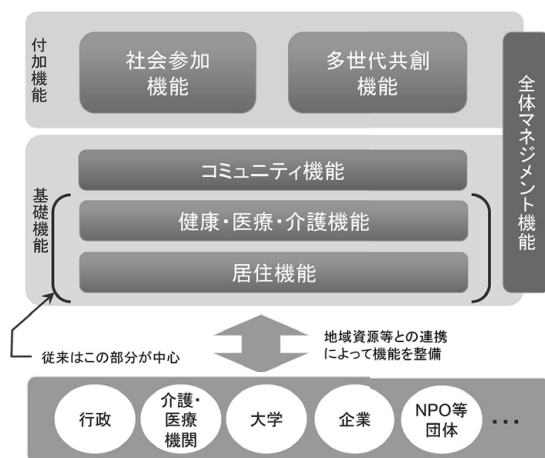 付加機能
社会参加
機能
多世代共創
機能
全体マネジメント機能
基礎機能
コミュニティ機能
健康・医療・介護機能
居住機能
従来はこの部分が中心
地域資源等との連携
によって機能を整備
行政
介護・
医療
機関
大学
企業
NPO等
団体
•••